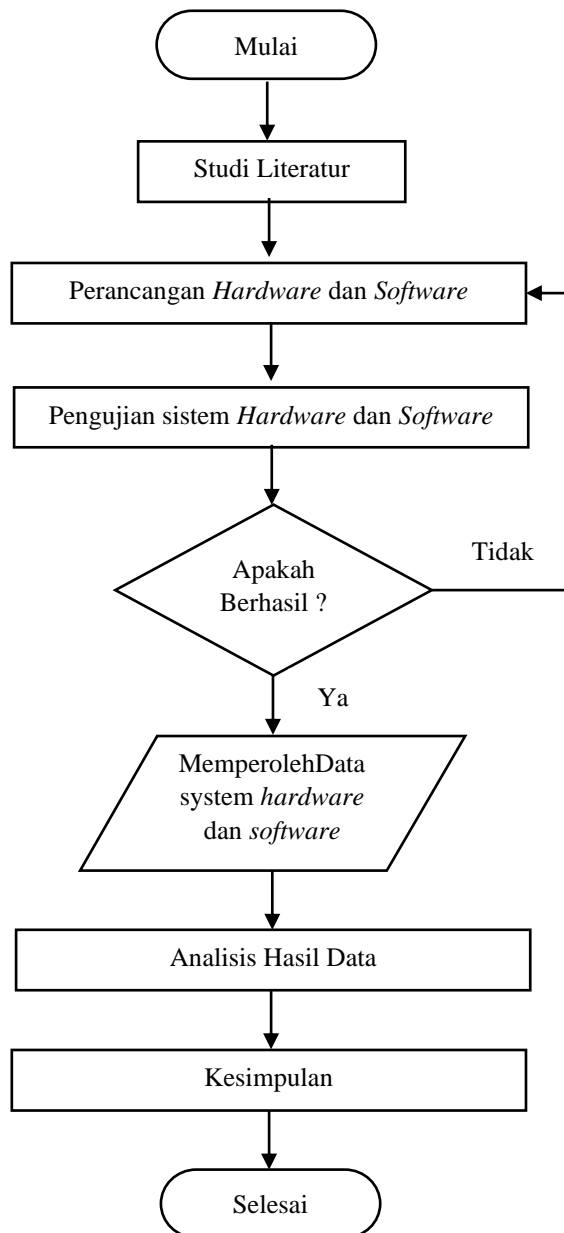 Mulai
Studi Literatur
Perancangan Hardware dan Software
Pengujian sistem Hardware dan Software
Apakah
Berhasil ?
Tidak
Ya
MemperolehData
system hardware
dan software
Analisis Hasil Data
Kesimpulan
Selesai